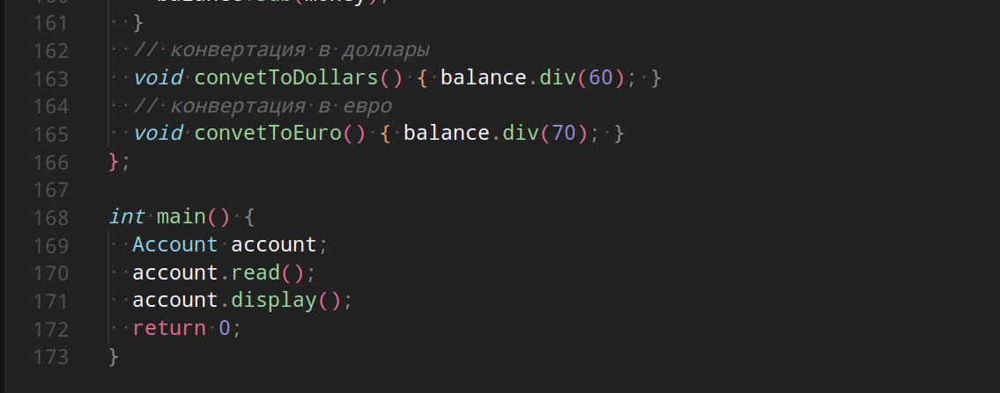 161 }
162 // конвертация в доллары
163 void convetToDollars() { balance.div(60); }
164 // конвертация в евро
165 void convetToEuro() { balance.div(70); }
166 };
167
168 int main() {
169 Account account;
170 account.read();
171 account.display();
172 return 0;
173 }